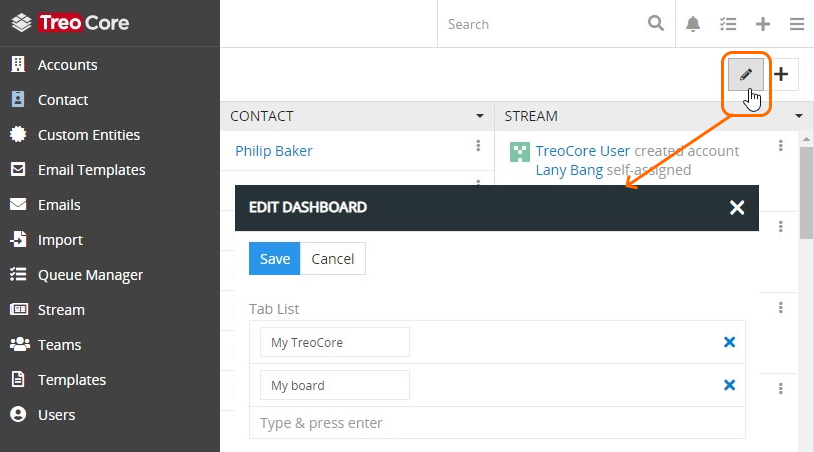 Treo Core
Search
Accounts
Contact
Custom Entities
Email Templates
Emails
Import
Queue Manager
Stream
Teams
Templates
Users
CONTACT
Philip Baker
STREAM
TreoCore User created account
Lany Bang self-assigned
EDIT DASHBOARD
Save Cancel
Tab List
My TreoCore
My board
Type & press enter